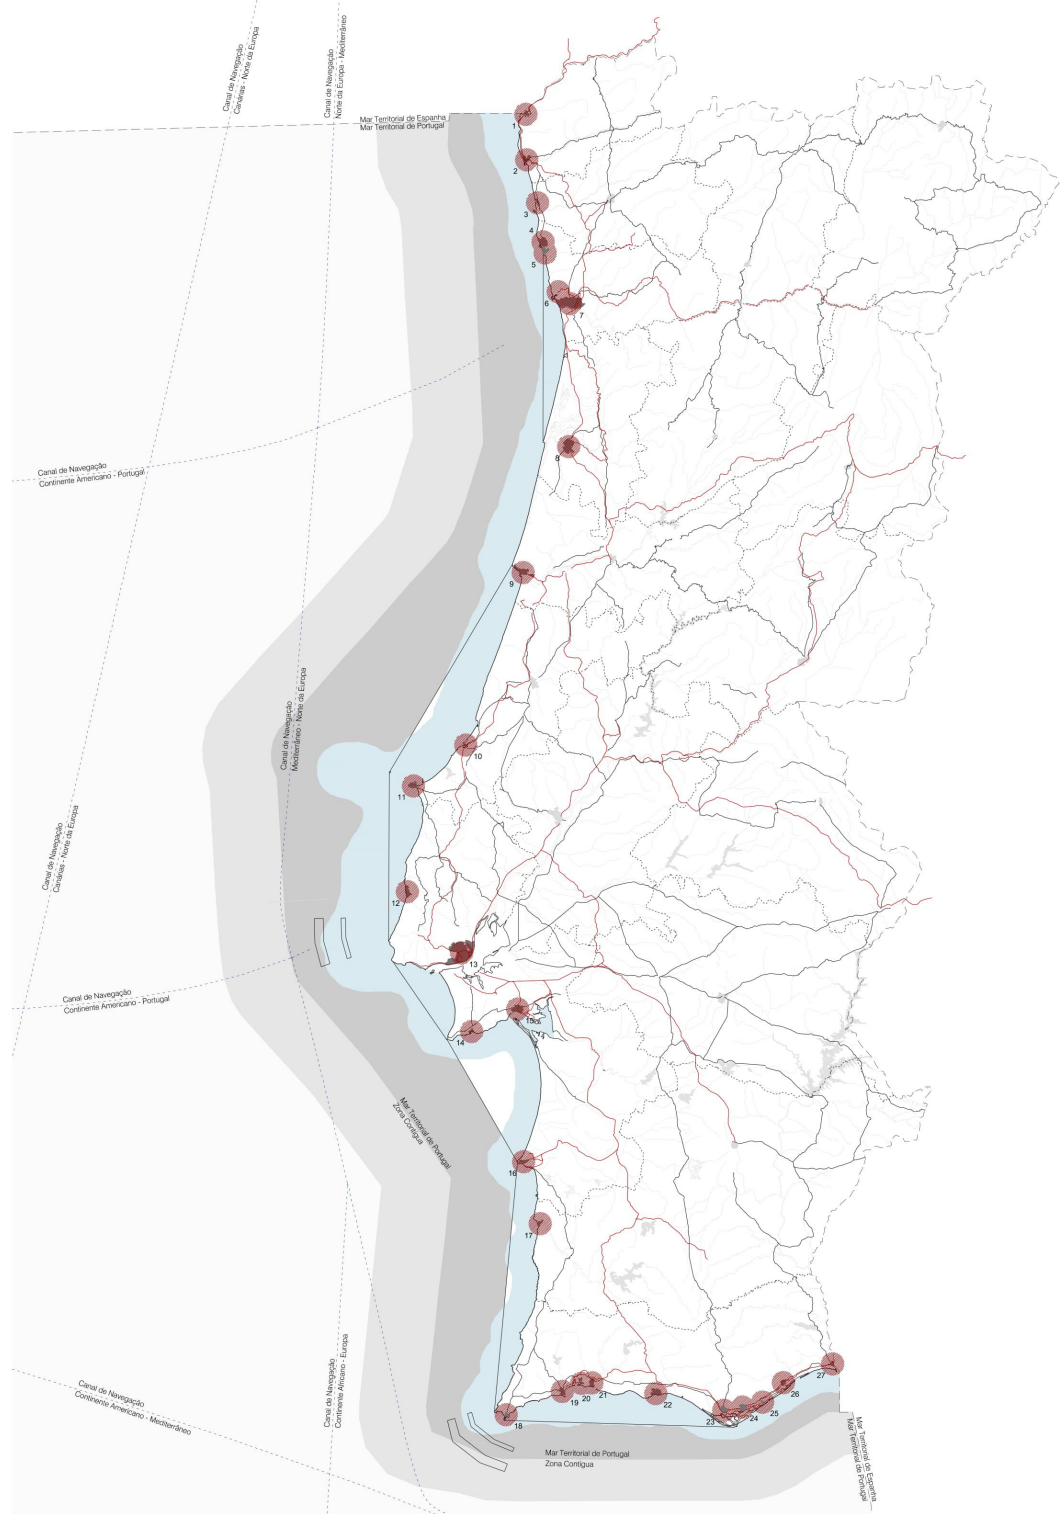 Canal de Navegação
Canárias - Norte da Europa
Canal de Navegação
Norte da Europa - Mediterrâneo
Mar Territorial de Espanha
Mar Territorial de Portugal
1
2
3
4
5
6
7
8
Canal de Navegação
Continente Americano - Portugal
9
Canal de Navegação
Mediterrâneo - Norte da Europa
10
11
Canal de Navegação
Canárias - Norte da Europa
12
13
Canal de Navegação
Continente Americano - Portugal
15
14
Mar Territorial de Portugal
Zona Contígua
16
17
Canal de Navegação
Continente Africano - Europa
Canal de Navegação
Continente Americano - Mediterrâneo
18
19
20
21
22
23
24
25
26
27
Mar Territorial de Portugal
Zona Contígua
Mar Territorial de Espanha
Mar Territorial de Portugal